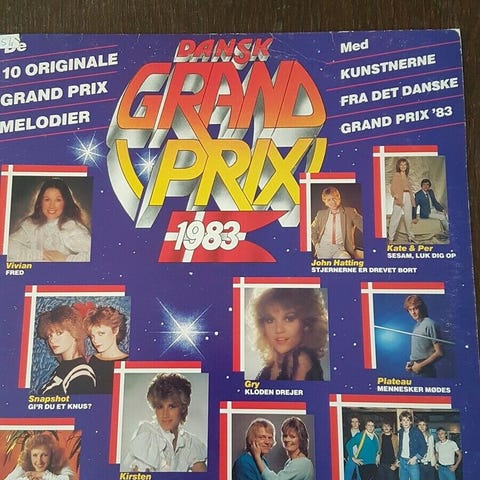 De
10 ORIGINALE
GRAND PRIX
MELODIER
DANSK
GRAND
PRIX
1983
Med
KUNSTNERNE
FRA DET DANSKE
GRAND PRIX '83
Vivian
FRED
John Hatting
STJERNERNE ER DREVET BORT
Kate & Per
SESAM, LUK DIG OP
Snapshot
GI'R DU ET KNUS?
Gry
KLODEN DREJER
Plateau
MENNESKER MØDES
Kirsten